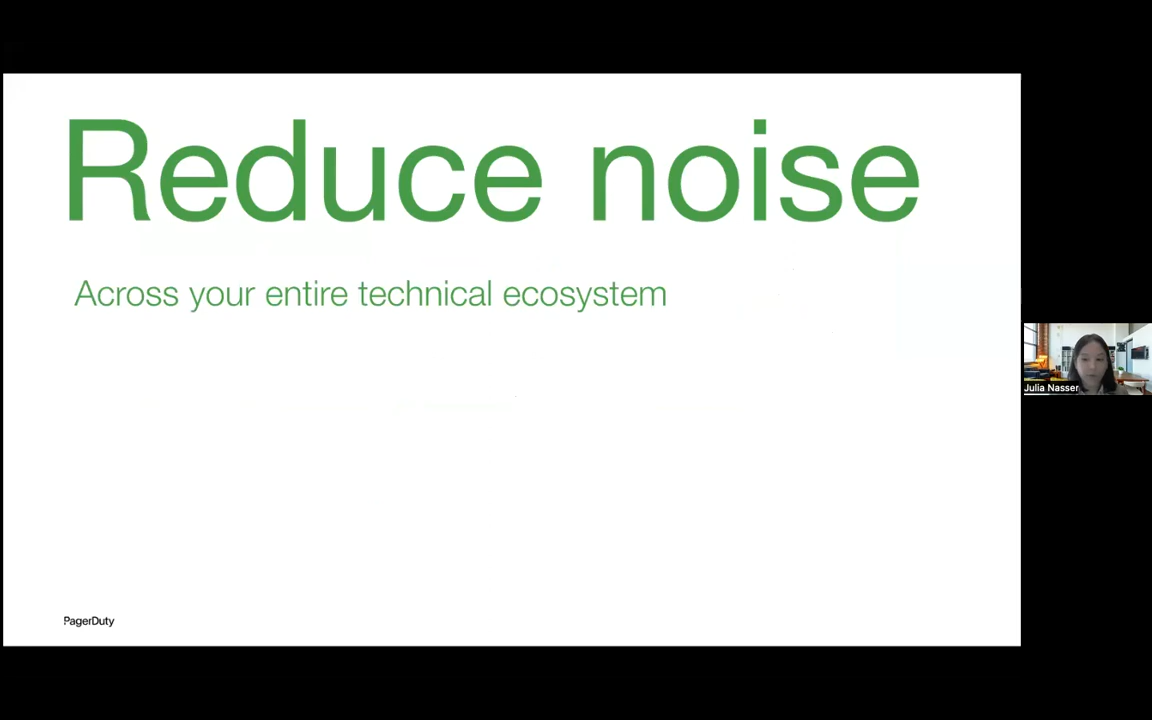 Reduce noise
Across your entire technical ecosystem
Julia Nasser
PagerDuty